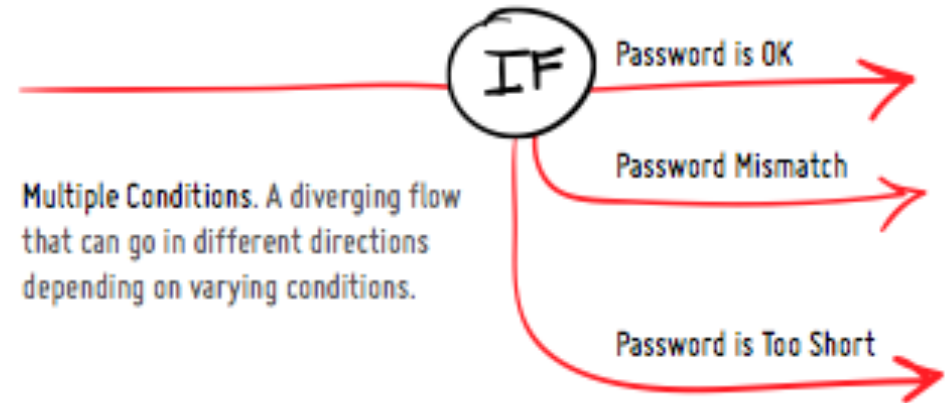 IF
Password is OK
Password Mismatch
Multiple Conditions. A diverging flow
that can go in different directions
depending on varying conditions.
Password is Too Short